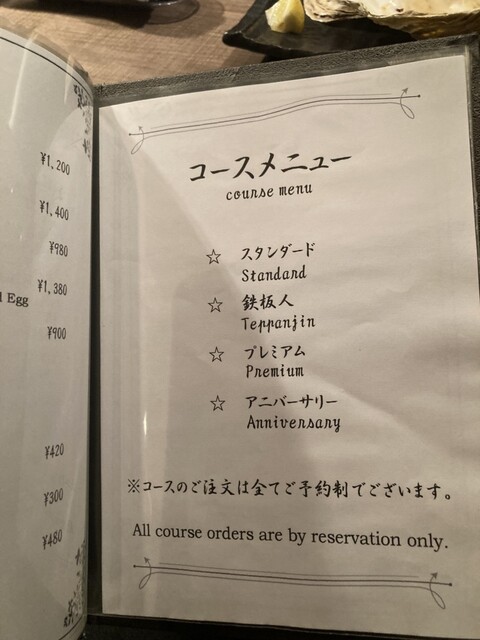 ¥1,200
¥1,400
¥980
¥1,380
Egg
¥900
¥420
¥300
¥480
コースメニュー
course menu
☆ スタンダード
Standard
☆ 鉄板人
Teppanjin
☆ プレミアム
Premium
☆ アニバーサリー
Anniversary
※コースのご注文は全てご予約制でございます。
All course orders are by reservation only.